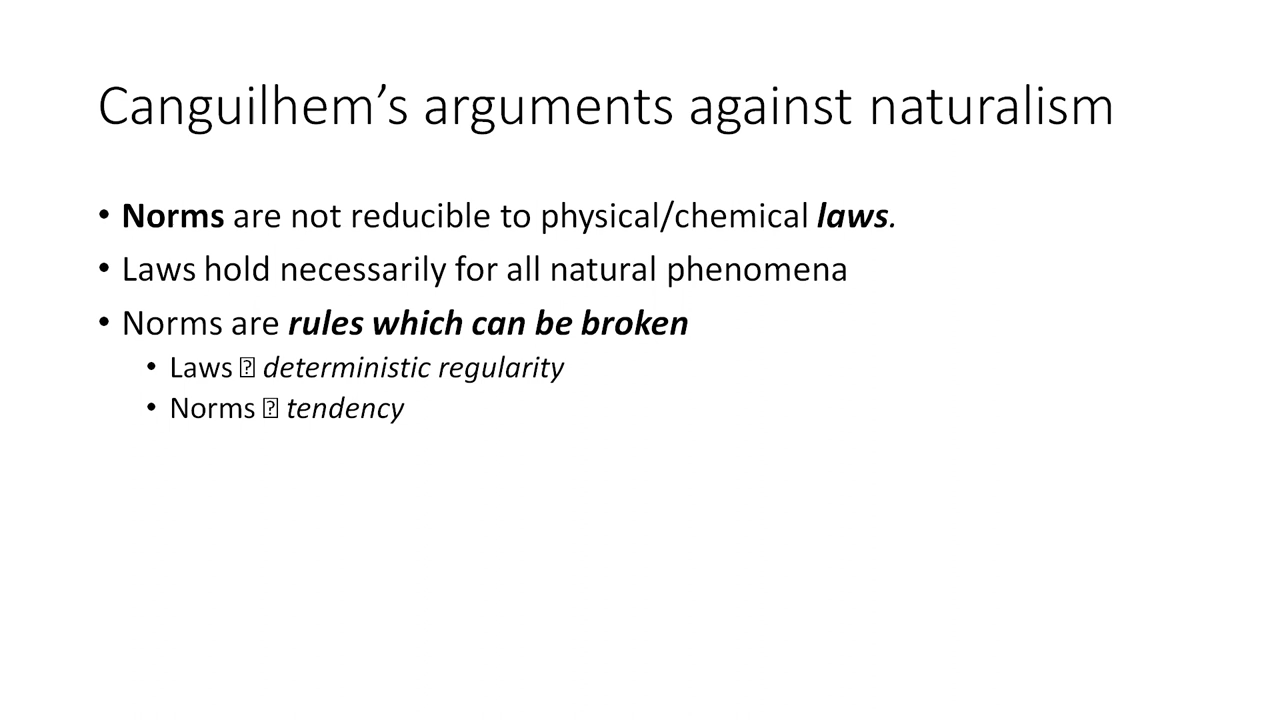 Canguilhem’s arguments against naturalism
• Norms are not reducible to physical/chemical laws.
• Laws hold necessarily for all natural phenomena
• Norms are rules which can be broken
• Laws ⍰ deterministic regularity
• Norms ⍰ tendency